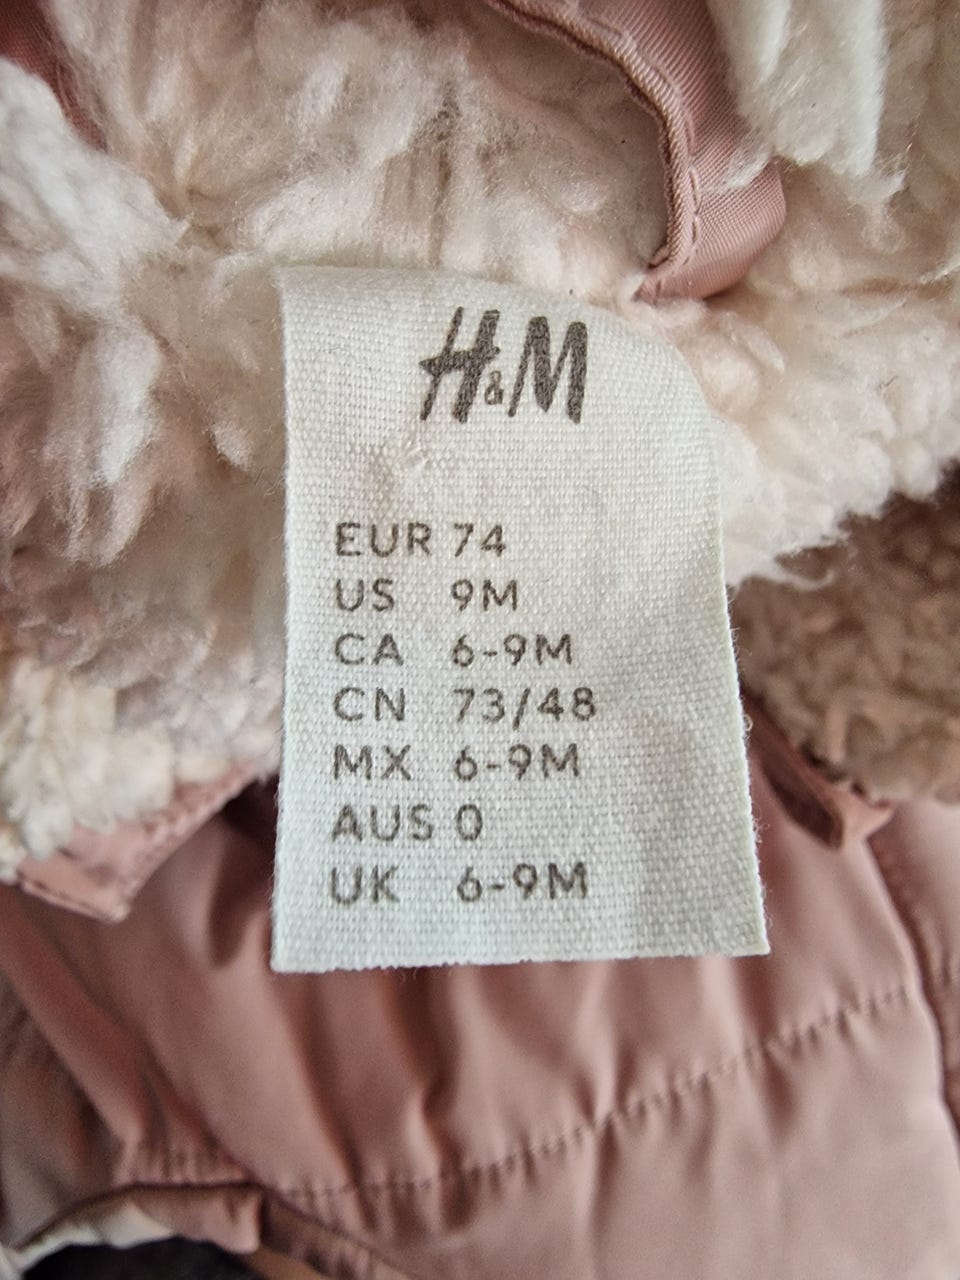 H&M
EUR 74
US 9M
CA 6-9M
CN 73/48
MX 6-9M
AUS 0
UK 6-9M